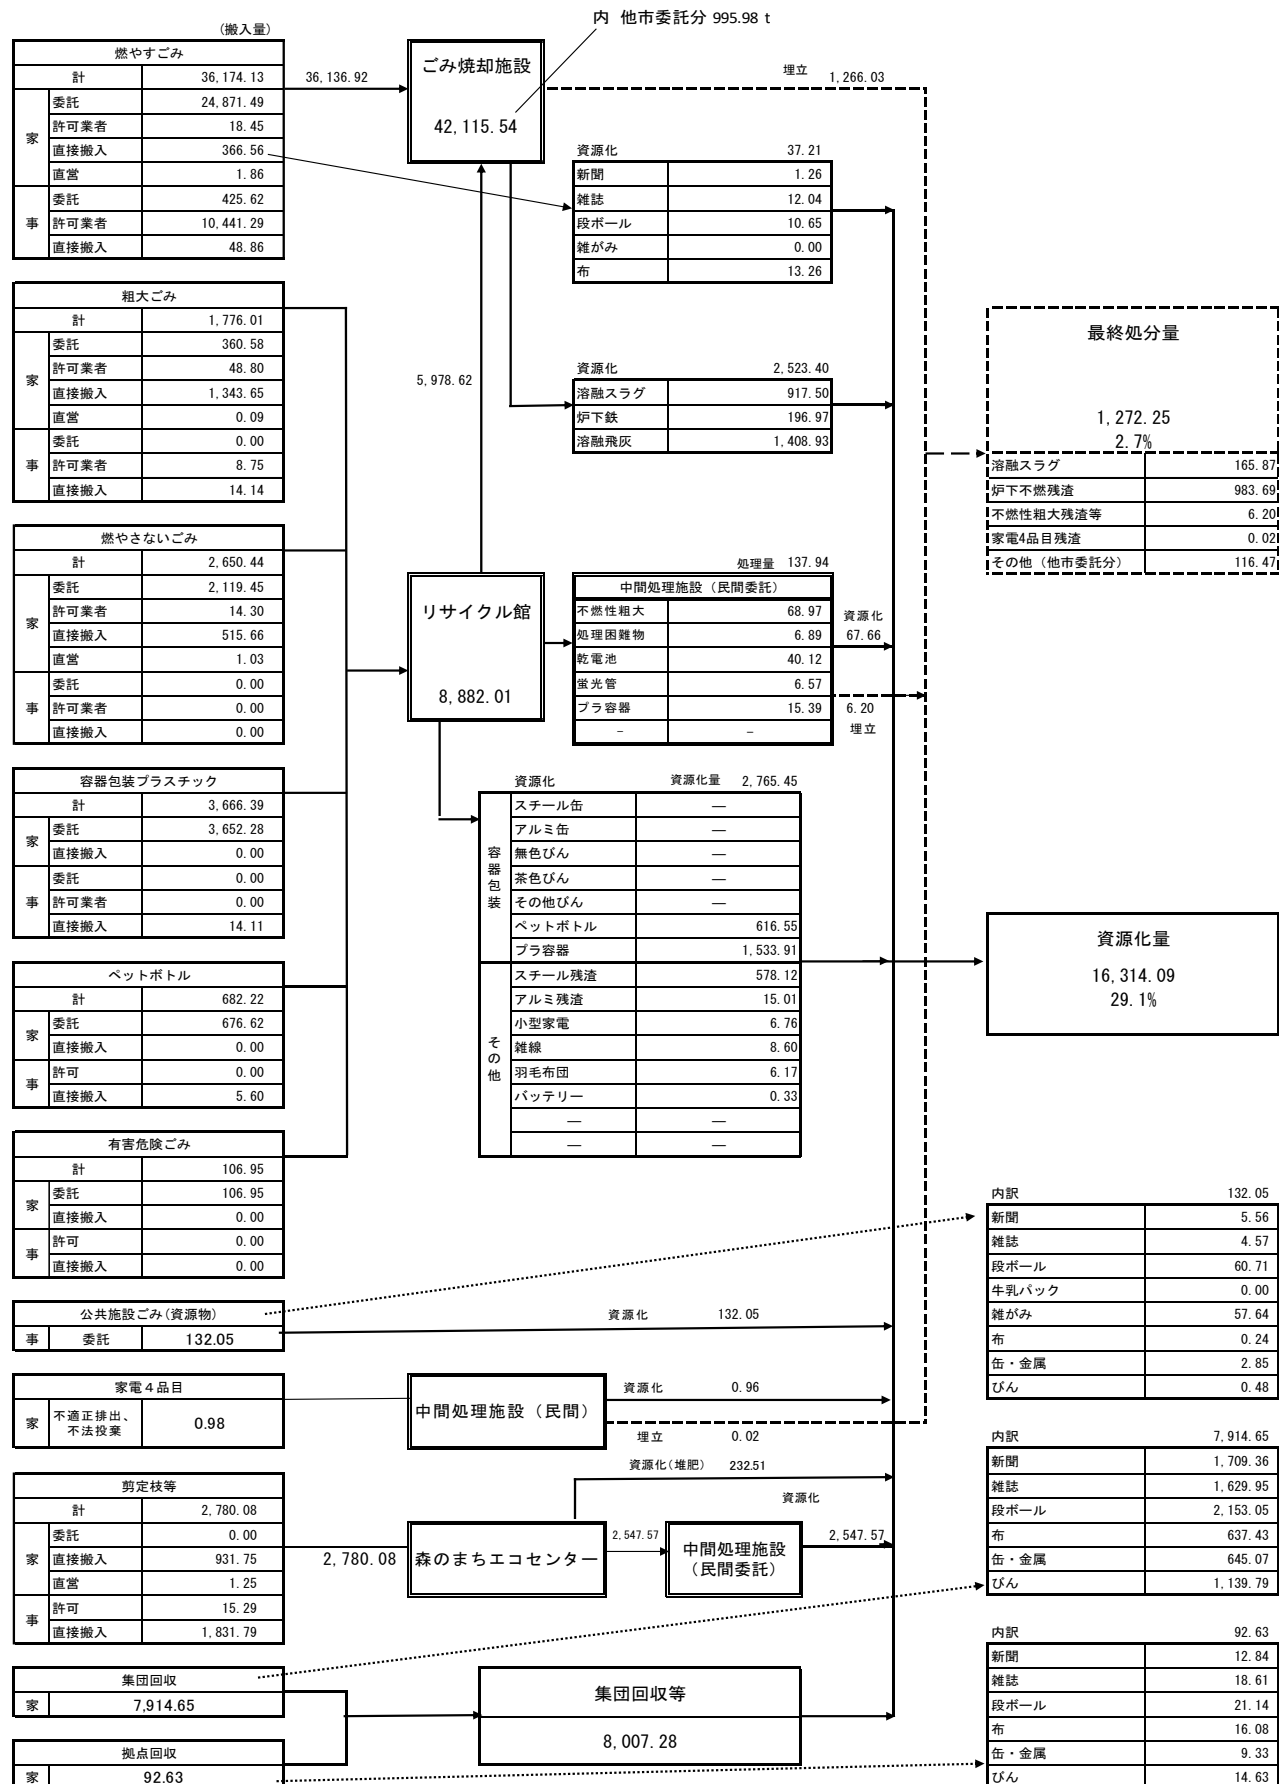 内 他市委託分 995.98 t
(搬入量)
燃やすごみ
計 36,174.13
家 委託 24,871.49
許可業者 18.45
直接搬入 366.56
直営 1.86
事 委託 425.62
許可業者 10,441.29
直接搬入 48.86
36,136.92
ごみ焼却施設
42,115.54
埋立 1,266.03
資源化 37.21
新聞 1.26
雑誌 12.04
段ボール 10.65
雑がみ 0.00
布 13.26
粗大ごみ
計 1,776.01
家 委託 360.58
許可業者 48.80
直接搬入 1,343.65
直営 0.09
事 委託 0.00
許可業者 8.75
直接搬入 14.14
5,978.62
資源化 2,523.40
溶融スラグ 917.50
炉下鉄 196.97
溶融飛灰 1,408.93
最終処分量
1,272.25
2.7%
溶融スラグ 165.87
炉下不燃残渣 983.69
不燃性粗大残渣等 6.20
家電4品目残渣 0.02
その他（他市委託分） 116.47
燃やさないごみ
計 2,650.44
家 委託 2,119.45
許可業者 14.30
直接搬入 515.66
直営 1.03
事 委託 0.00
許可業者 0.00
直接搬入 0.00
リサイクル館
8,882.01
処理量 137.94
中間処理施設（民間委託）
不燃性粗大 68.97
処理困難物 6.89
乾電池 40.12
蛍光管 6.57
プラ容器 15.39
－ －
資源化
67.66
6.20
埋立
容器包装プラスチック
計 3,666.39
家 委託 3,652.28
直接搬入 0.00
事 委託 0.00
許可業者 0.00
直接搬入 14.11
資源化 資源化量 2,765.45
容器包装 スチール缶 ―
アルミ缶 ―
無色びん ―
茶色びん ―
その他びん ―
ペットボトル 616.55
プラ容器 1,533.91
その他 スチール残渣 578.12
アルミ残渣 15.01
小型家電 6.76
雑線 8.60
羽毛布団 6.17
バッテリー 0.33
― ―
― ―
資源化量
16,314.09
29.1%
ペットボトル
計 682.22
家 委託 676.62
直接搬入 0.00
事 許可 0.00
直接搬入 5.60
有害危険ごみ
計 106.95
家 委託 106.95
直接搬入 0.00
事 許可 0.00
直接搬入 0.00
内訳 132.05
新聞 5.56
雑誌 4.57
段ボール 60.71
牛乳パック 0.00
雑がみ 57.64
布 0.24
缶・金属 2.85
びん 0.48
公共施設ごみ(資源物)
事 委託 132.05
資源化 132.05
家電４品目
家 不適正排出、
不法投棄 0.98
中間処理施設（民間）
資源化 0.96
埋立 0.02
資源化(堆肥) 232.51
資源化
内訳 7,914.65
新聞 1,709.36
雑誌 1,629.95
段ボール 2,153.05
布 637.43
缶・金属 645.07
びん 1,139.79
剪定枝等
計 2,780.08
家 委託 0.00
直接搬入 931.75
直営 1.25
事 許可 15.29
直接搬入 1,831.79
2,780.08
森のまちエコセンター
2,547.57
中間処理施設
（民間委託）
2,547.57
集団回収
家 7,914.65
拠点回収
家 92.63
集団回収等
8,007.28
内訳 92.63
新聞 12.84
雑誌 18.61
段ボール 21.14
布 16.08
缶・金属 9.33
びん 14.63